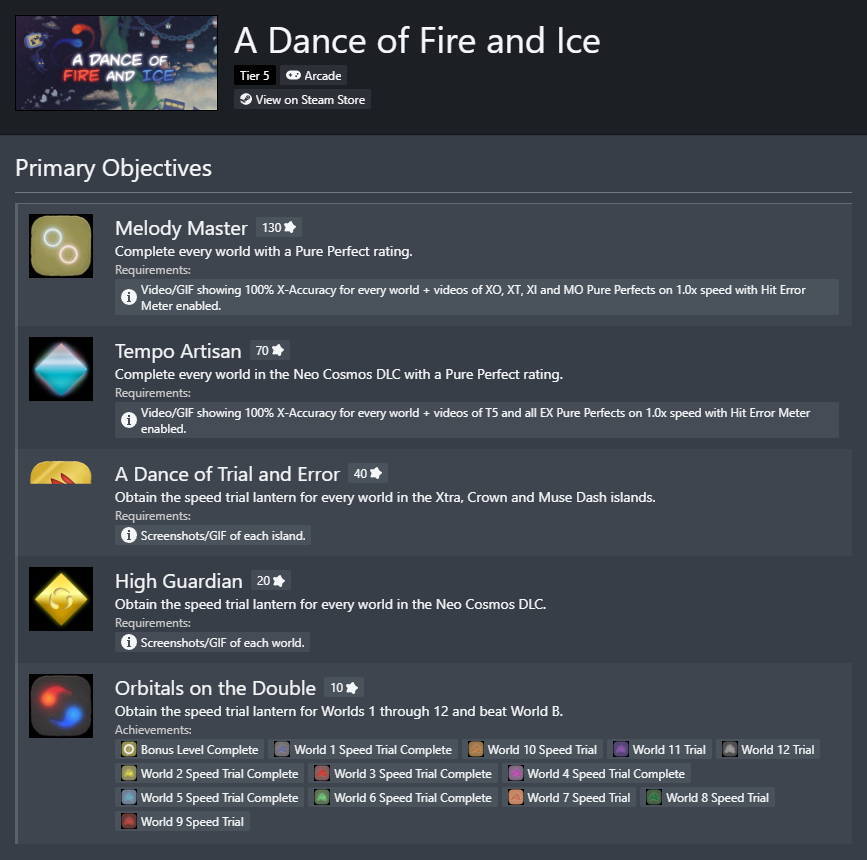 A DANCE OF
FIRE AND ICE
A Dance of Fire and Ice
Tier 5 Arcade
View on Steam Store
Primary Objectives
Melody Master 130
Complete every world with a Pure Perfect rating.
Requirements:
Video/GIF showing 100% X-Accuracy for every world + videos of XO, XT, XI and MO Pure Perfects on 1.0x speed with Hit Error
Meter enabled.
Tempo Artisan 70
Complete every world in the Neo Cosmos DLC with a Pure Perfect rating.
Requirements:
Video/GIF showing 100% X-Accuracy for every world + videos of T5 and all EX Pure Perfects on 1.0x speed with Hit Error Meter
enabled.
A Dance of Trial and Error 40
Obtain the speed trial lantern for every world in the Xtra, Crown and Muse Dash islands.
Requirements:
Screenshots/GIF of each island.
High Guardian 20
Obtain the speed trial lantern for every world in the Neo Cosmos DLC.
Requirements:
Screenshots/GIF of each world.
Orbitals on the Double 10
Obtain the speed trial lantern for Worlds 1 through 12 and beat World B.
Achievements:
Bonus Level Complete World 1 Speed Trial Complete World 10 Speed Trial World 11 Trial World 12 Trial
World 2 Speed Trial Complete World 3 Speed Trial Complete World 4 Speed Trial Complete
World 5 Speed Trial Complete World 6 Speed Trial Complete World 7 Speed Trial World 8 Speed Trial
World 9 Speed Trial